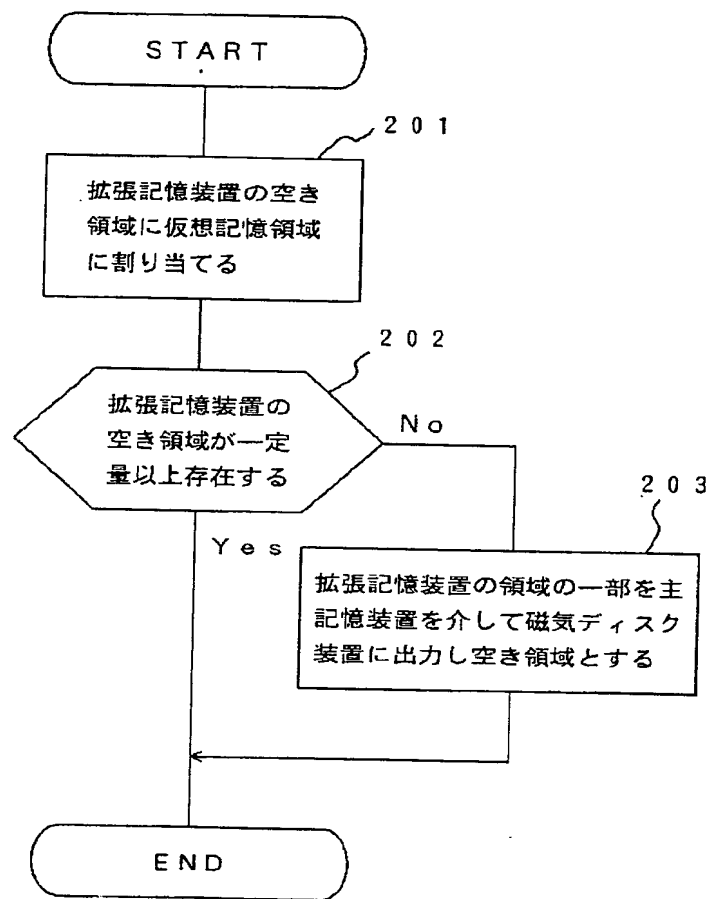 START
201
拡張記憶装置の空き
領域に仮想記憶領域
に割り当てる
202
拡張記憶装置の
空き領域が一定
量以上存在する
No
Yes
203
拡張記憶装置の領域の一部を主
記憶装置を介して磁気ディスク
装置に出力し空き領域とする
END